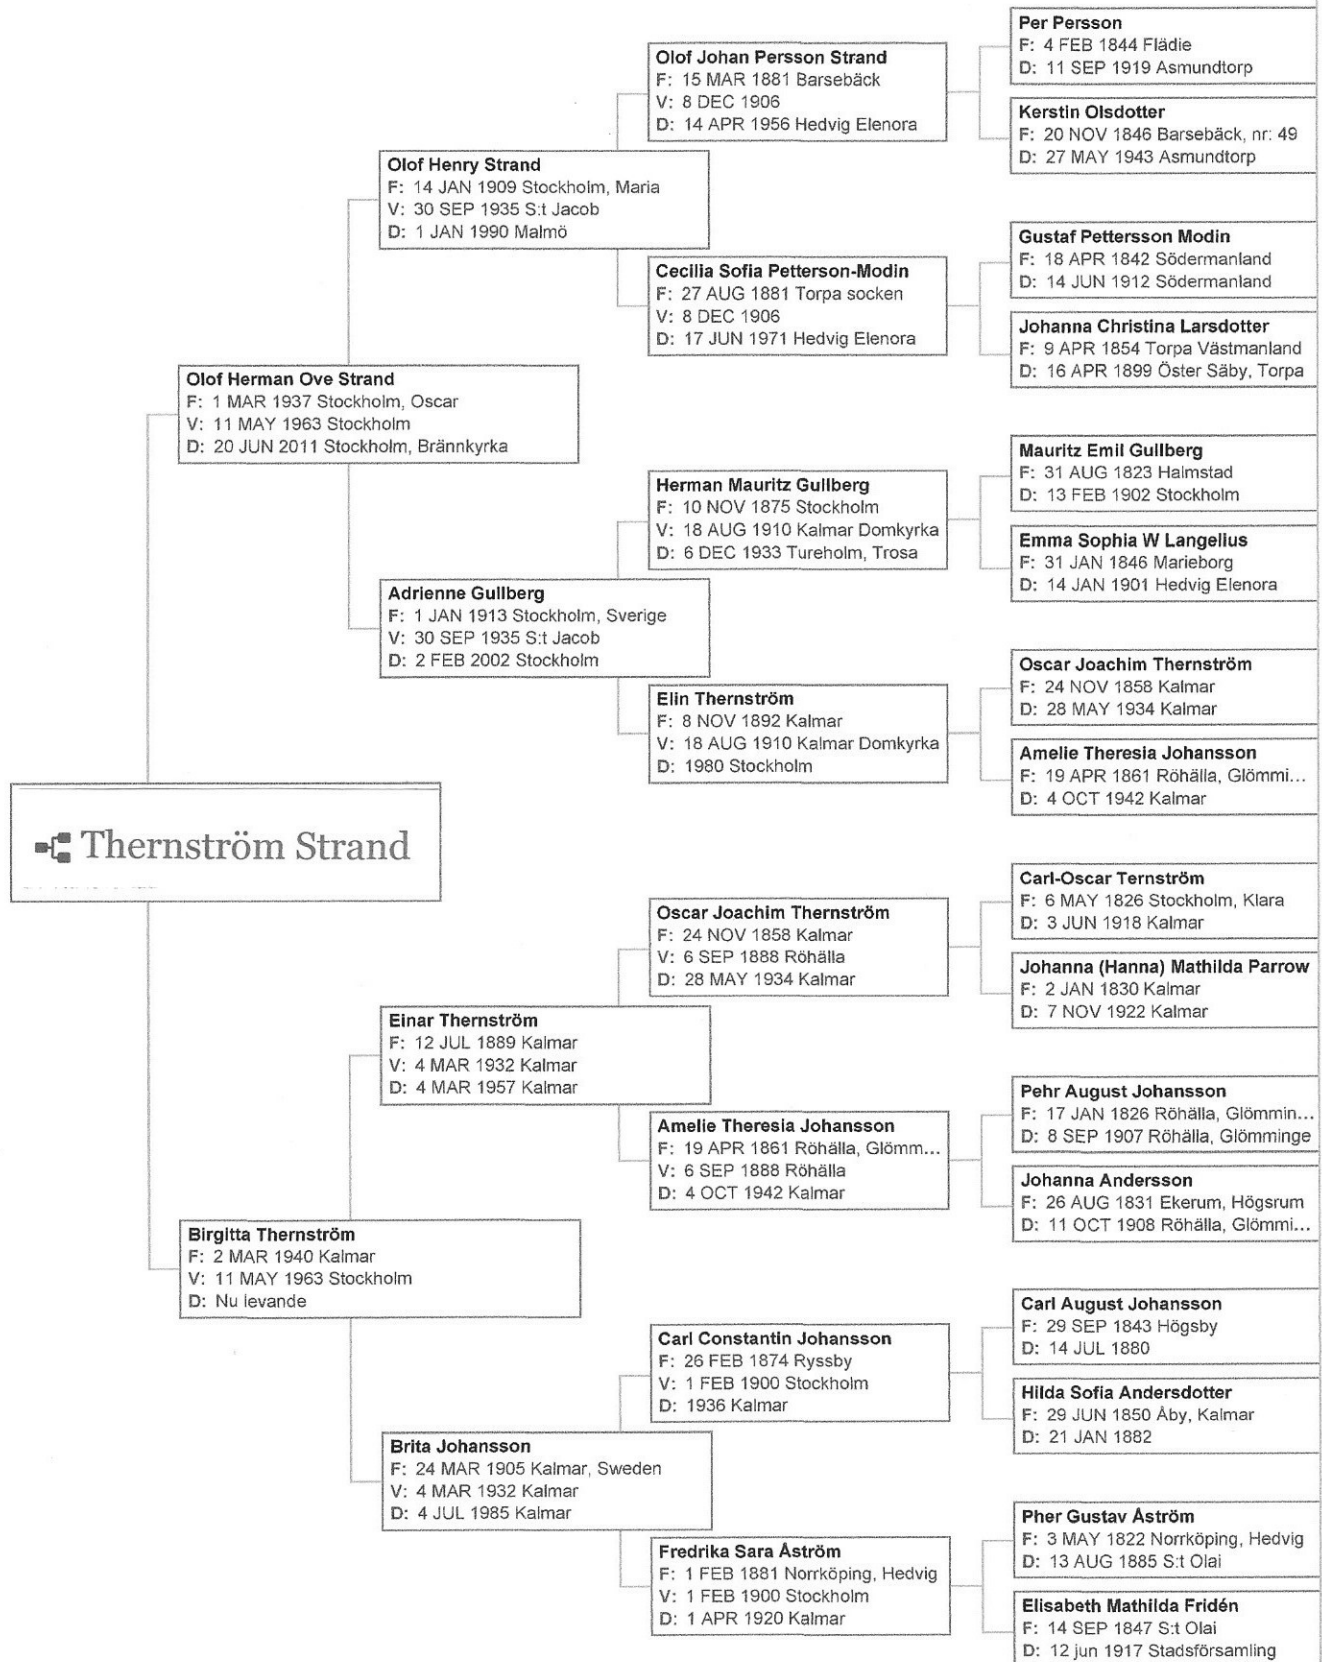 Per Persson
F: 4 FEB 1844 Flädie
D: 11 SEP 1919 Asmundtorp
Olof Johan Persson Strand
F: 15 MAR 1881 Barsebäck
V: 8 DEC 1906
D: 14 APR 1956 Hedvig Elenora
Kerstin Olsdotter
F: 20 NOV 1846 Barsebäck, nr: 49
D: 27 MAY 1943 Asmundtorp
Olof Henry Strand
F: 14 JAN 1909 Stockholm, Maria
V: 30 SEP 1935 S:t Jacob
D: 1 JAN 1990 Malmö
Gustaf Pettersson Modin
F: 18 APR 1842 Södermanland
D: 14 JUN 1912 Södermanland
Cecilia Sofia Petterson-Modin
F: 27 AUG 1881 Torpa socken
V: 8 DEC 1906
D: 17 JUN 1971 Hedvig Elenora
Johanna Christina Larsdotter
F: 9 APR 1854 Torpa Västmanland
D: 16 APR 1899 Öster Säby, Torpa
Olof Herman Ove Strand
F: 1 MAR 1937 Stockholm, Oscar
V: 11 MAY 1963 Stockholm
D: 20 JUN 2011 Stockholm, Brännkyrka
Mauritz Emil Gullberg
F: 31 AUG 1823 Halmstad
D: 13 FEB 1902 Stockholm
Herman Mauritz Gullberg
F: 10 NOV 1875 Stockholm
V: 18 AUG 1910 Kalmar Domkyrka
D: 6 DEC 1933 Tureholm, Trosa
Emma Sophia W Langelius
F: 31 JAN 1846 Marieborg
D: 14 JAN 1901 Hedvig Elenora
Adrienne Gullberg
F: 1 JAN 1913 Stockholm, Sverige
V: 30 SEP 1935 S:t Jacob
D: 2 FEB 2002 Stockholm
Oscar Joachim Thernström
F: 24 NOV 1858 Kalmar
D: 28 MAY 1934 Kalmar
Elin Thernström
F: 8 NOV 1892 Kalmar
V: 18 AUG 1910 Kalmar Domkyrka
D: 1980 Stockholm
Amelie Theresia Johansson
F: 19 APR 1861 Röhälla, Glömmi...
D: 4 OCT 1942 Kalmar
Thernström Strand
Carl-Oscar Ternström
F: 6 MAY 1826 Stockholm, Klara
D: 3 JUN 1918 Kalmar
Oscar Joachim Thernström
F: 24 NOV 1858 Kalmar
V: 6 SEP 1888 Röhälla
D: 28 MAY 1934 Kalmar
Johanna (Hanna) Mathilda Parrow
F: 2 JAN 1830 Kalmar
D: 7 NOV 1922 Kalmar
Einar Thernström
F: 12 JUL 1889 Kalmar
V: 4 MAR 1932 Kalmar
D: 4 MAR 1957 Kalmar
Pehr August Johansson
F: 17 JAN 1826 Röhälla, Glömmin...
D: 8 SEP 1907 Röhälla, Glömminge
Amelie Theresia Johansson
F: 19 APR 1861 Röhälla, Glömm...
V: 6 SEP 1888 Röhälla
D: 4 OCT 1942 Kalmar
Johanna Andersson
F: 26 AUG 1831 Ekerum, Högsrum
D: 11 OCT 1908 Röhälla, Glömmi...
Birgitta Thernström
F: 2 MAR 1940 Kalmar
V: 11 MAY 1963 Stockholm
D: Nu levande
Carl August Johansson
F: 29 SEP 1843 Högsby
D: 14 JUL 1880
Carl Constantin Johansson
F: 26 FEB 1874 Ryssby
V: 1 FEB 1900 Stockholm
D: 1936 Kalmar
Hilda Sofia Andersdotter
F: 29 JUN 1850 Åby, Kalmar
D: 21 JAN 1882
Brita Johansson
F: 24 MAR 1905 Kalmar, Sweden
V: 4 MAR 1932 Kalmar
D: 4 JUL 1985 Kalmar
Pher Gustav Åström
F: 3 MAY 1822 Norrköping, Hedvig
D: 13 AUG 1885 S:t Olai
Fredrika Sara Åström
F: 1 FEB 1881 Norrköping, Hedvig
V: 1 FEB 1900 Stockholm
D: 1 APR 1920 Kalmar
Elisabeth Mathilda Fridén
F: 14 SEP 1847 S:t Olai
D: 12 jun 1917 Stadsförsamling